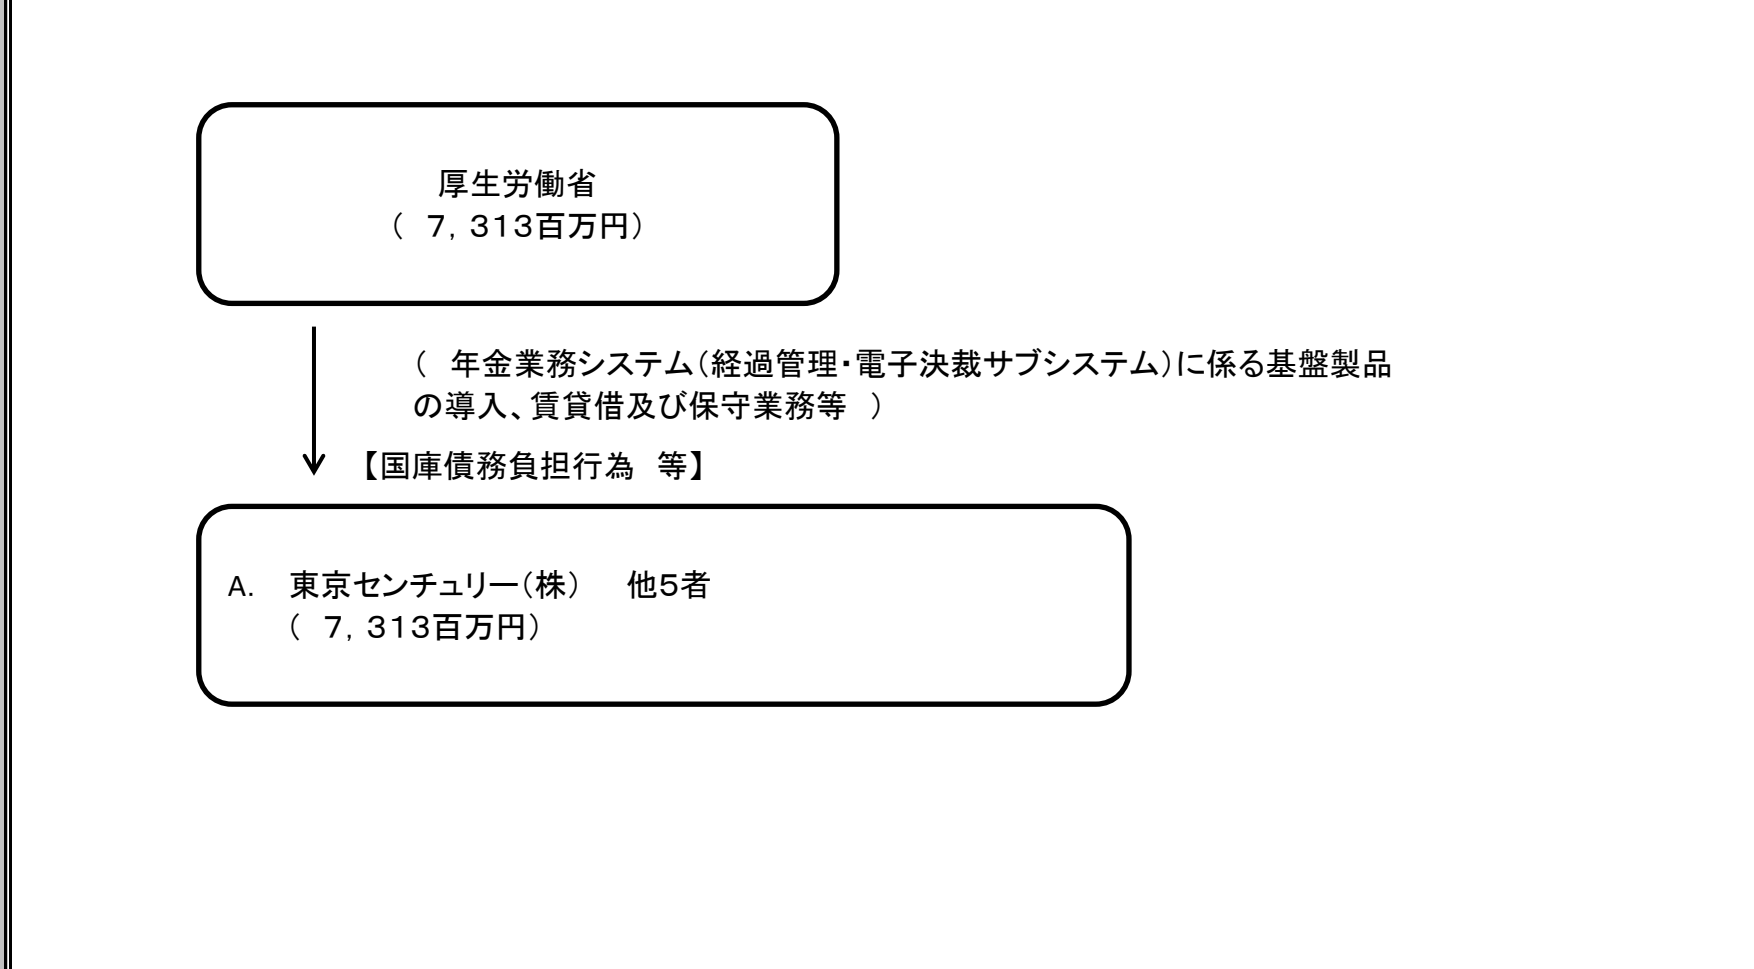 厚生労働省
（　７，３１３百万円）
（　年金業務システム（経過管理・電子決裁サブシステム）に係る基盤製品
の導入、賃貸借及び保守業務等　）
【国庫債務負担行為　等】
A.　東京センチュリー（株）　他５者
（　７，３１３百万円）